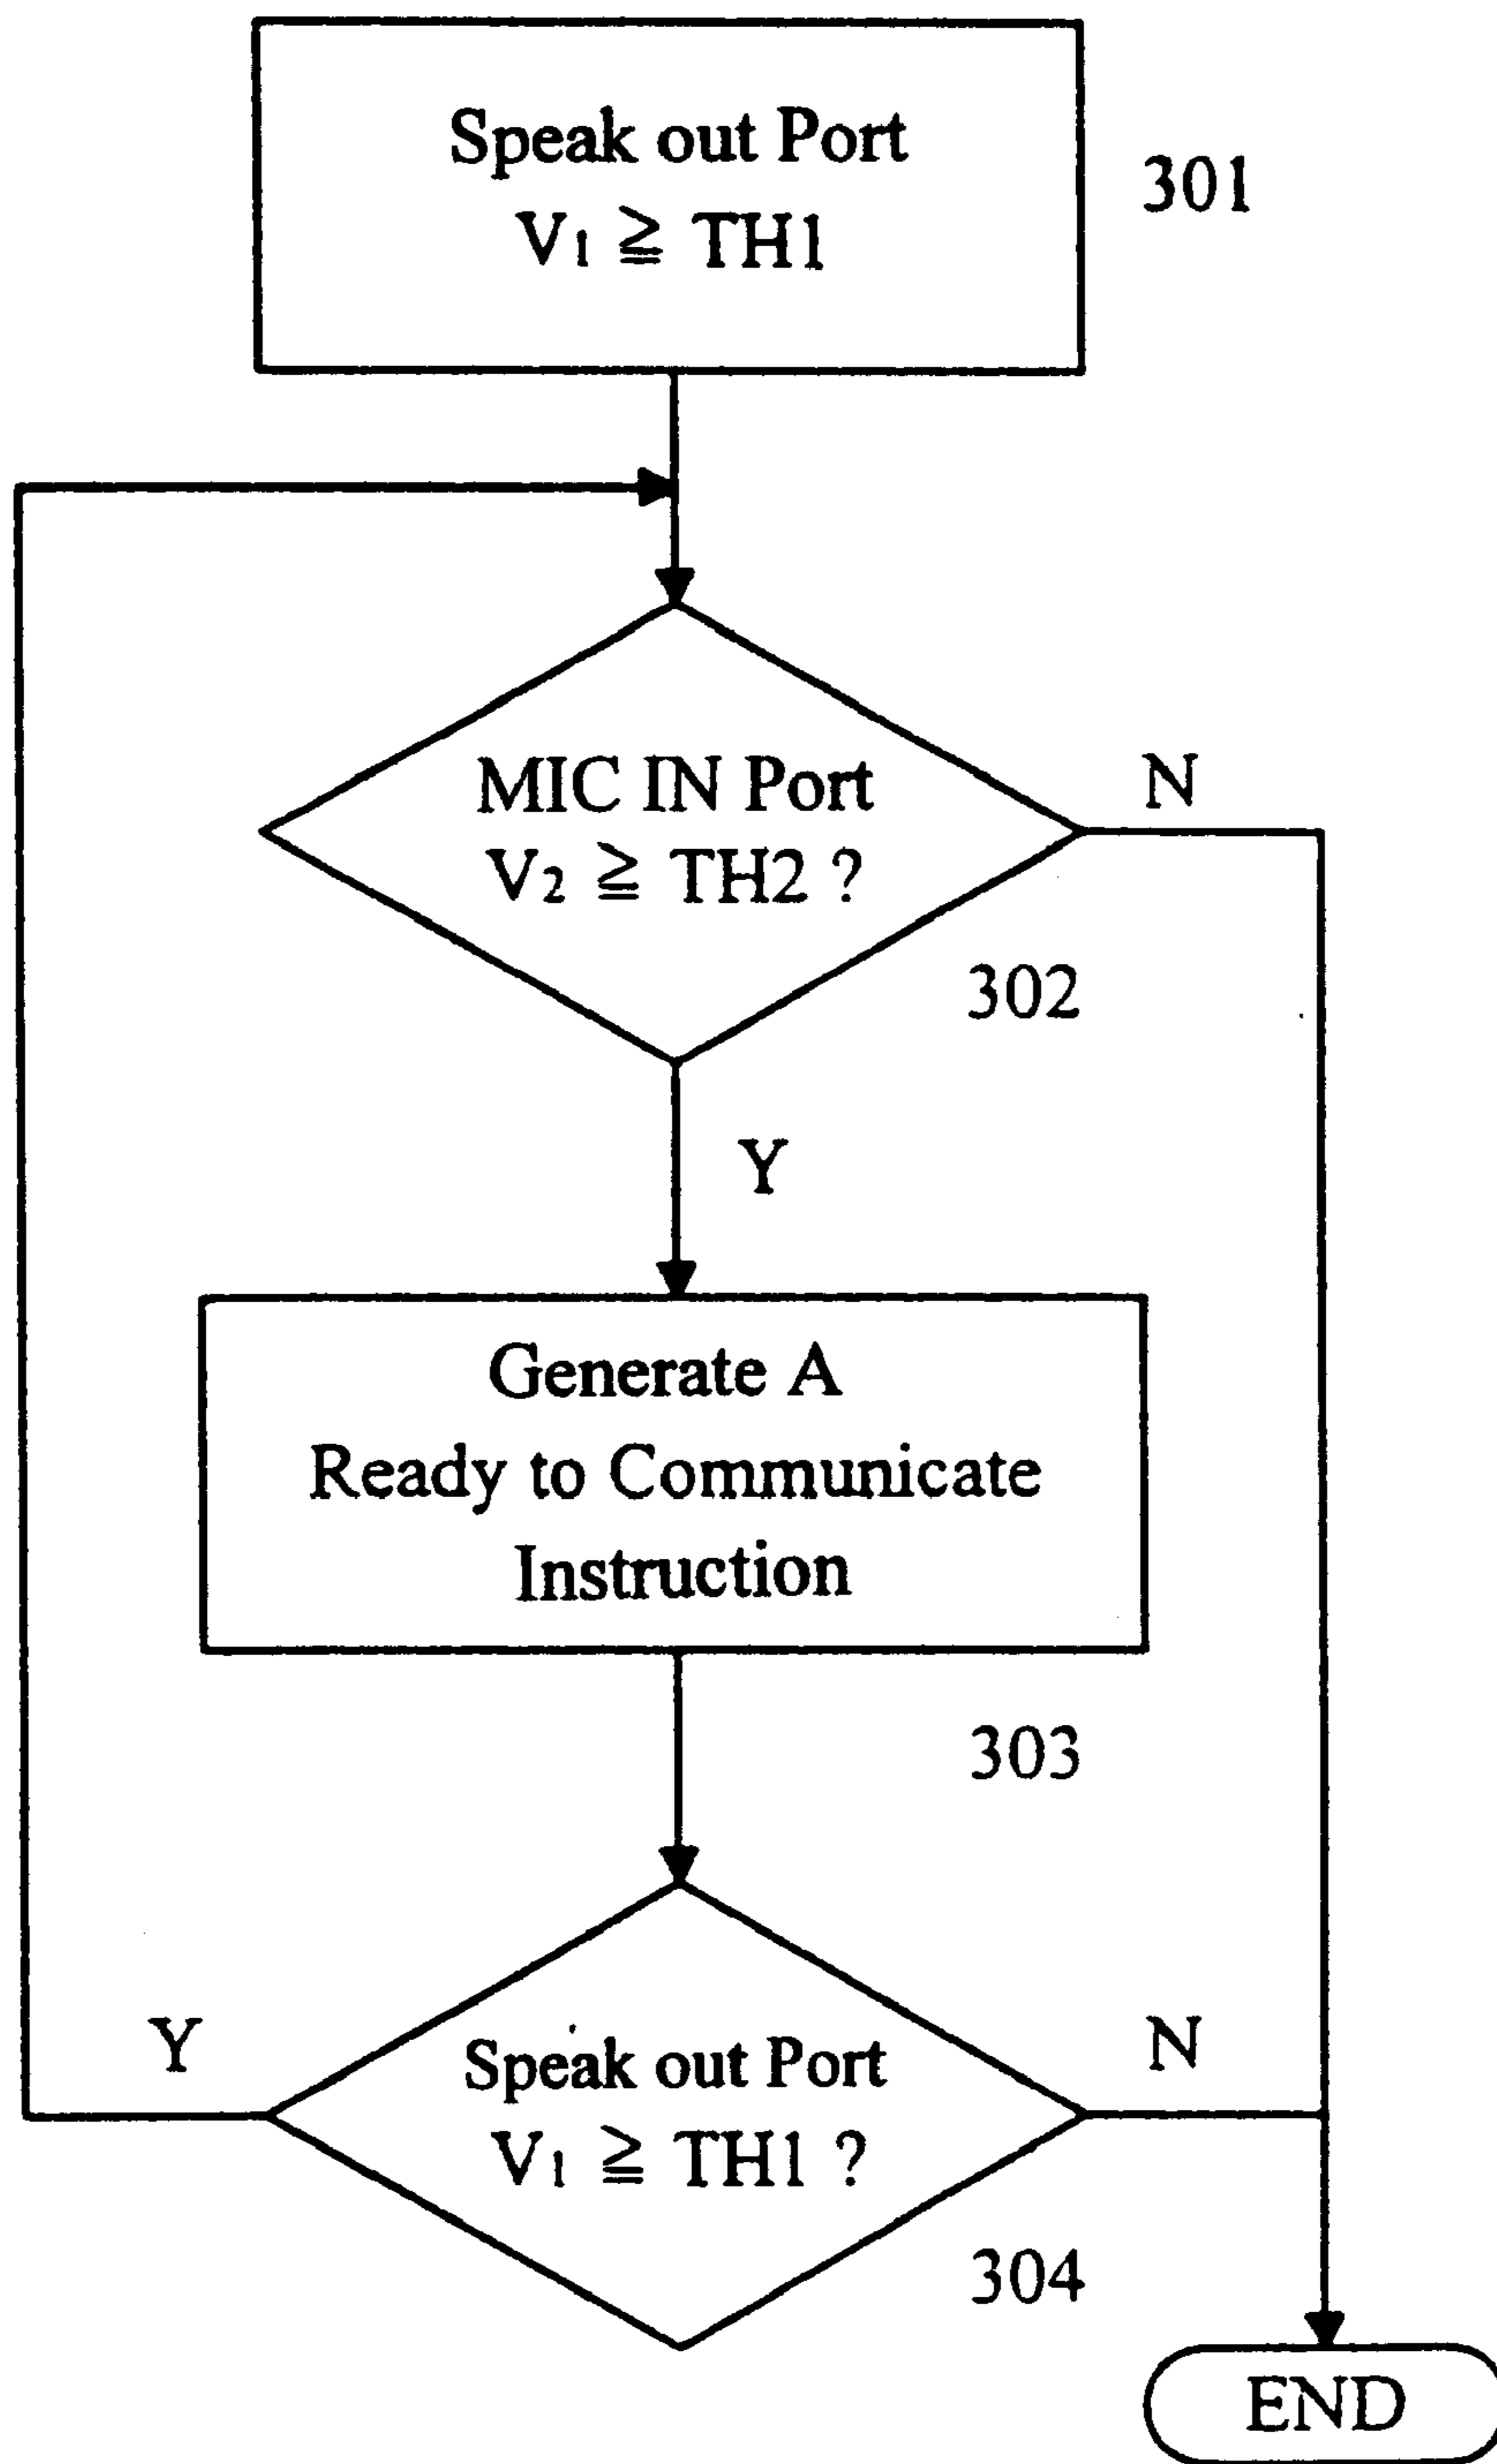 Speak out Port
V₁ ≧ TH1
301
MIC IN Port
V₂ ≧ TH2 ?
N
302
Y
Generate A
Ready to Communicate
Instruction
303
Y
Speak out Port
V₁ ≧ TH1 ?
N
304
END